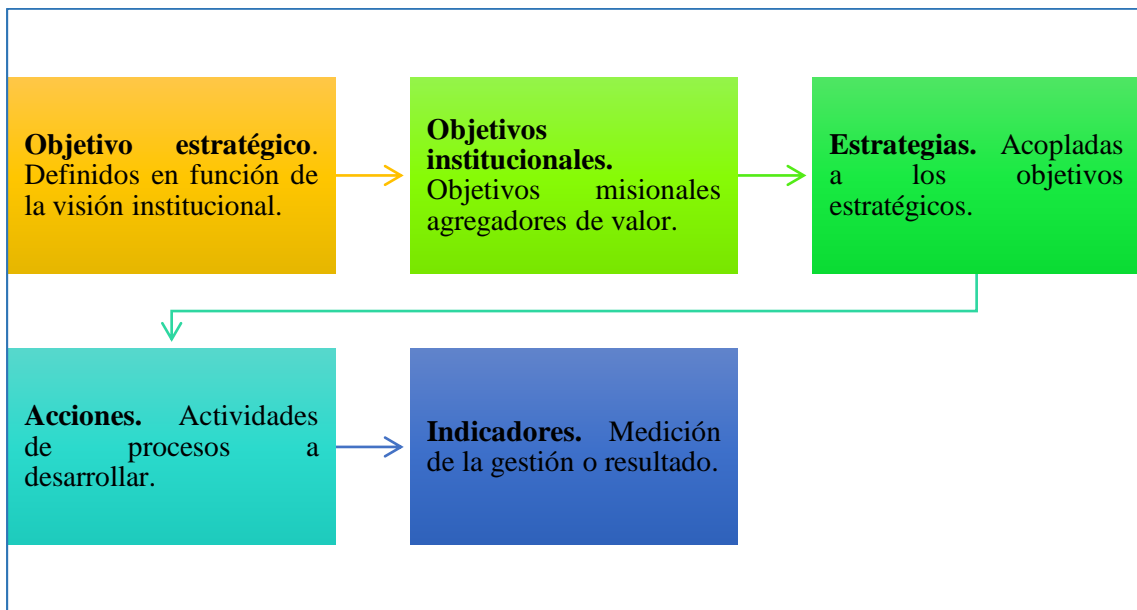 Objetivo estratégico.
Definidos en función de
la visión institucional.
Objetivos
institucionales.
Objetivos misionales
agregadores de valor.
Estrategias. Acopladas
a los objetivos
estratégicos.
Acciones. Actividades
de procesos a
desarrollar.
Indicadores. Medición
de la gestión o resultado.